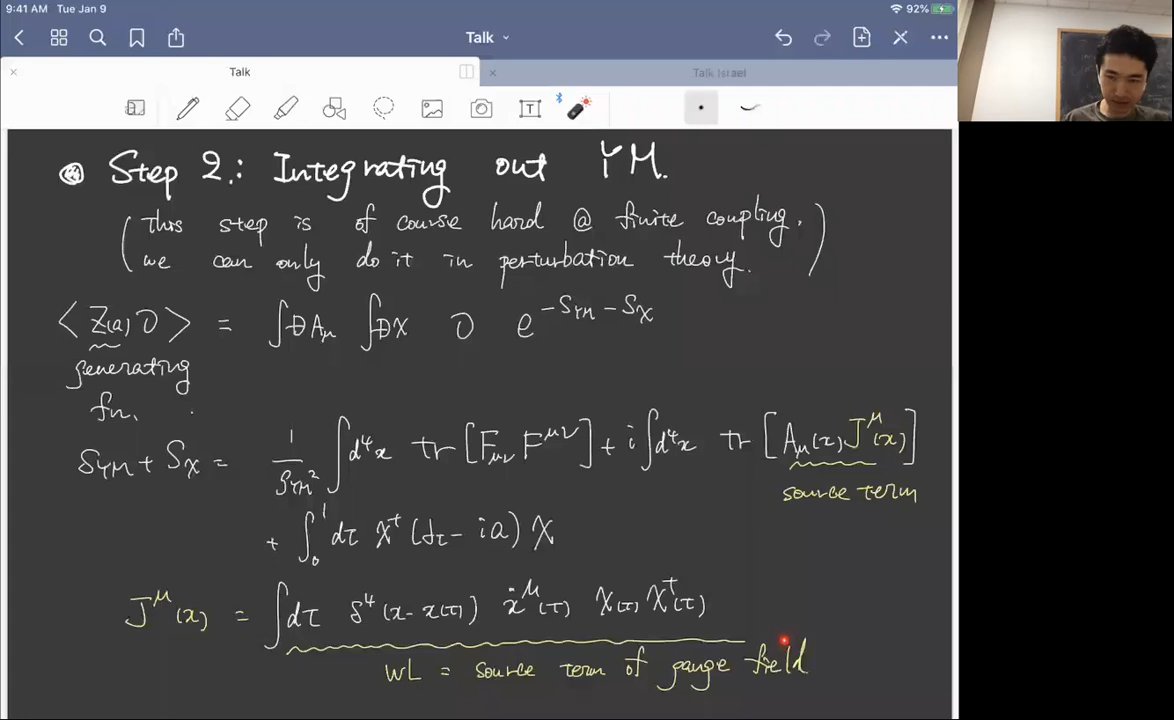 9:41 AM Tue Jan 9
92%
Talk
Talk
Talk Israel
Step 2: Integrating out YM.
(This step is of course hard @ finite coupling.
we can only do it in perturbation theory.)
⟨Z(a) O⟩ = ∫DA_μ ∫Dχ O e^{-S_YM - S_χ}
generating
fn.
S_YM + S_χ = 1/g_YM² ∫d⁴x tr[F_μν F^μν] + i∫d⁴x tr[A_μ(x) J^μ(x)]
source term
+ ∫₀¹ dτ χ†(∂τ - ia) χ
J^μ(x) = ∫dτ δ⁴(x - x(τ)) ẋ^μ(τ) χ(τ) χ†(τ)
WL = source term of gauge field